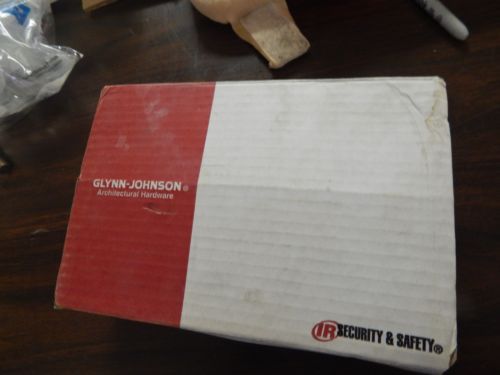 GLYNN-JOHNSON®
Architectural Hardware
IR SECURITY & SAFETY®